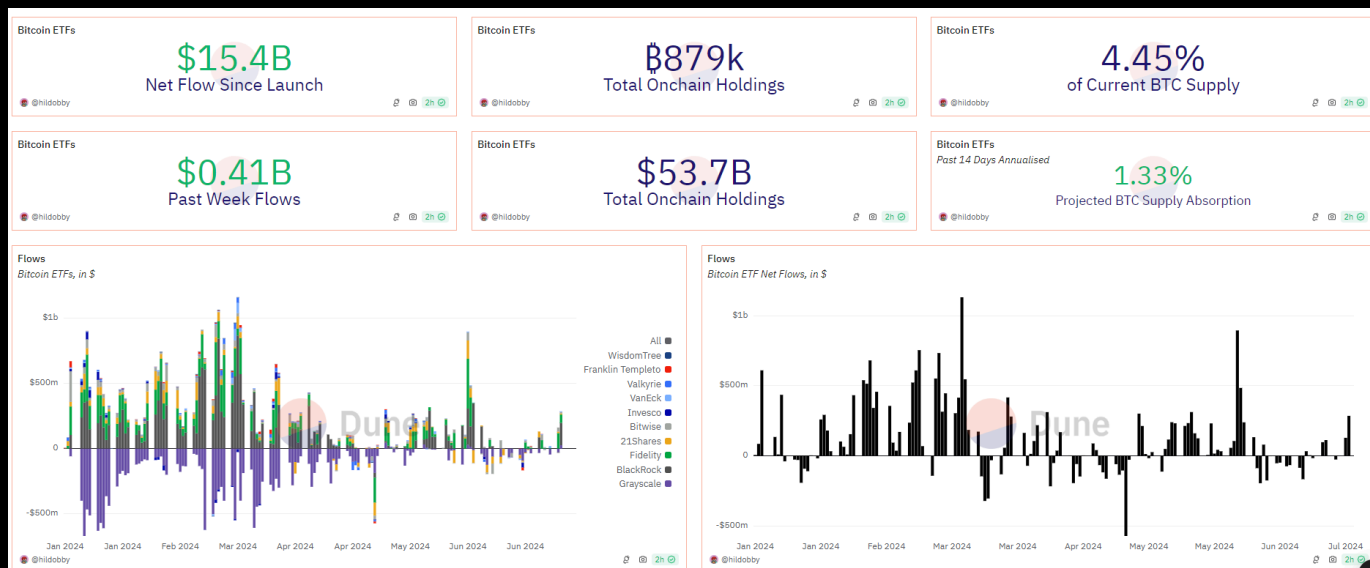 Bitcoin ETFs
$15.4B
Net Flow Since Launch
@hildobby
2h
Bitcoin ETFs
₿879k
Total Onchain Holdings
@hildobby
2h
Bitcoin ETFs
4.45%
of Current BTC Supply
@hildobby
2h
Bitcoin ETFs
$0.41B
Past Week Flows
@hildobby
2h
Bitcoin ETFs
$53.7B
Total Onchain Holdings
@hildobby
2h
Bitcoin ETFs
Past 14 Days Annualised
1.33%
Projected BTC Supply Absorption
@hildobby
2h
Flows
Bitcoin ETFs, in $
$1b
$500m
0
-$500m
Jan 2024 Jan 2024 Feb 2024 Mar 2024 Apr 2024 Apr 2024 May 2024 Jun 2024 Jun 2024
All
WisdomTree
Franklin Templeto
Valkyrie
VanEck
Invesco
Bitwise
21Shares
Fidelity
BlackRock
Grayscale
Dune
@hildobby
2h
Flows
Bitcoin ETF Net Flows, in $
$1b
$500m
0
-$500m
Jan 2024 Jan 2024 Feb 2024 Mar 2024 Mar 2024 Apr 2024 May 2024 May 2024 Jun 2024 Jul 2024
Dune
@hildobby
2h